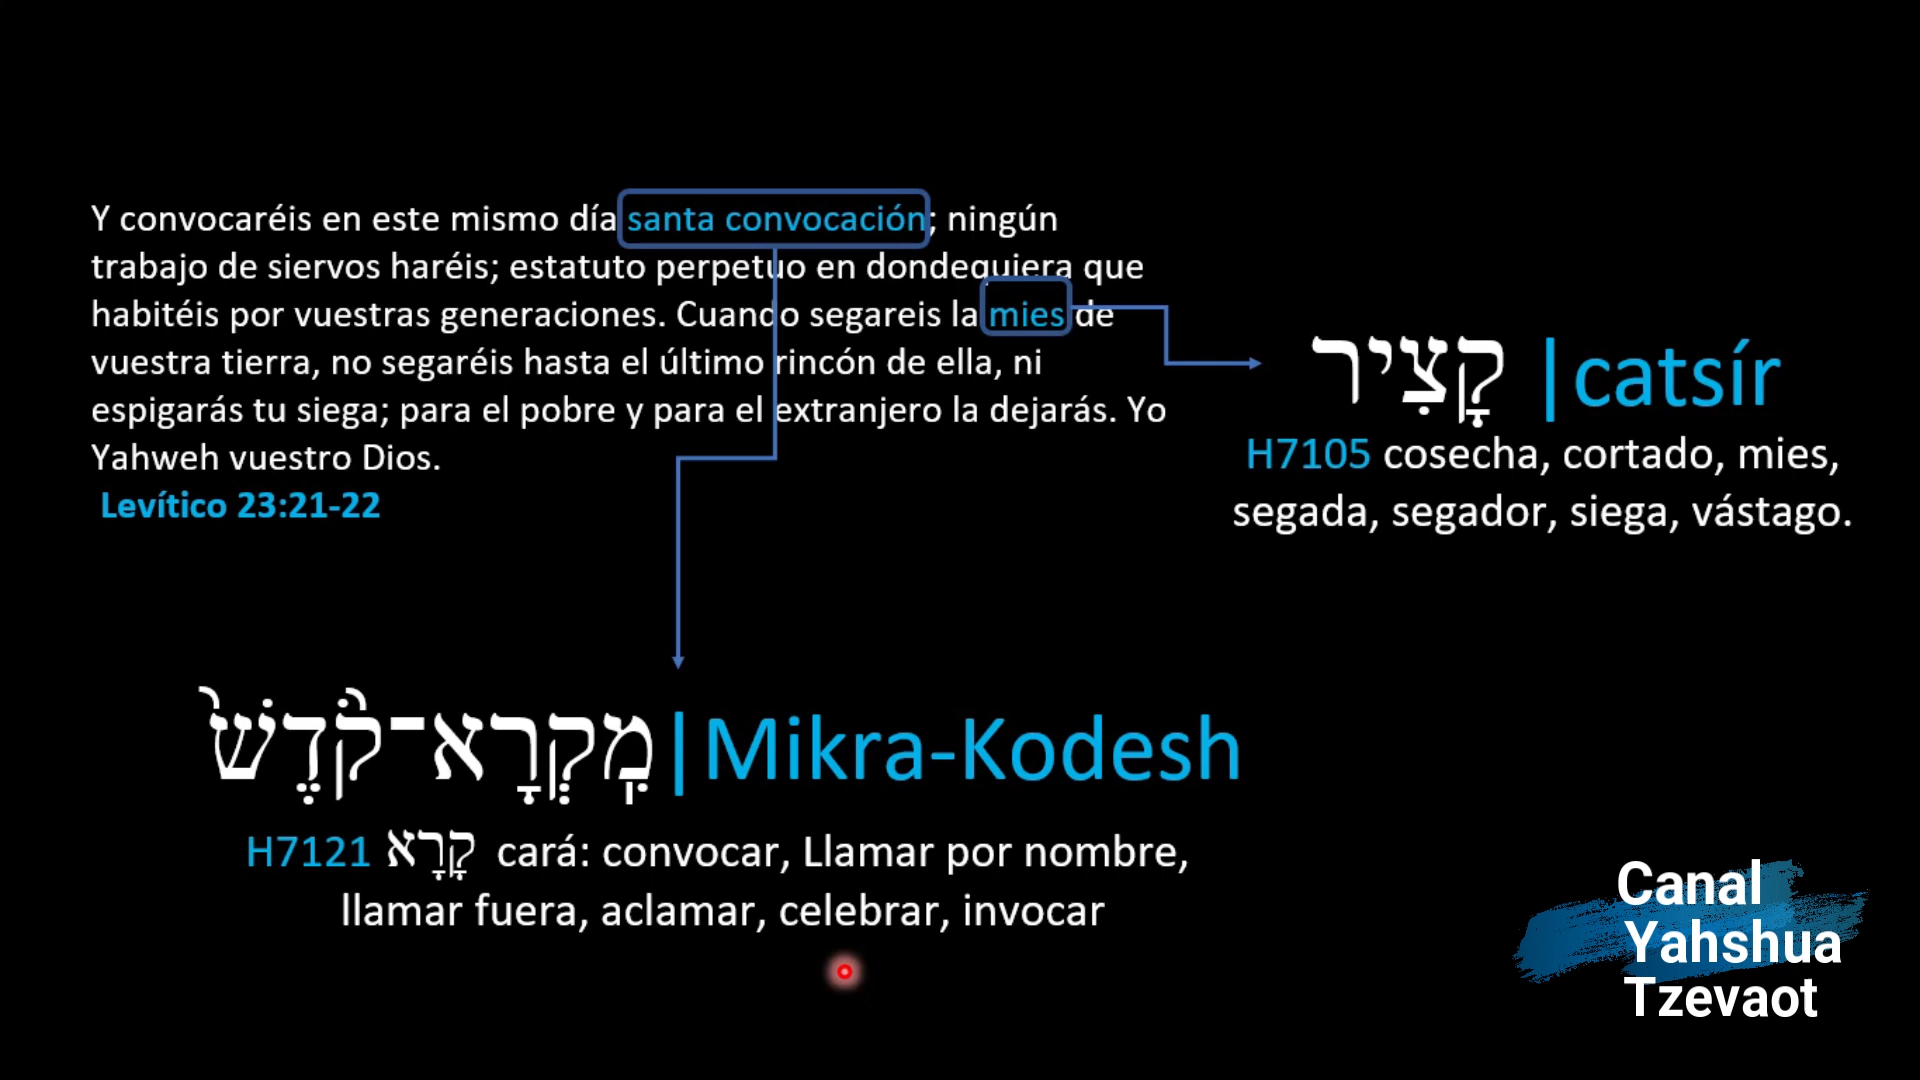 Y convocaréis en este mismo día santa convocación; ningún
trabajo de siervos haréis; estatuto perpetuo en dondequiera que
habitéis por vuestras generaciones. Cuando segareis la mies de
vuestra tierra, no segaréis hasta el último rincón de ella, ni
espigarás tu siega; para el pobre y para el extranjero la dejarás. Yo
Yahweh vuestro Dios.
Levítico 23:21-22
קָצִיר |catsír
H7105 cosecha, cortado, mies,
segada, segador, siega, vástago.
מִֽקְרָא־קֹ֙דֶשׁ֙ |Mikra-Kodesh
H7121 קָרָא cará: convocar, Llamar por nombre,
llamar fuera, aclamar, celebrar, invocar
Canal
Yahshua
Tzevaot